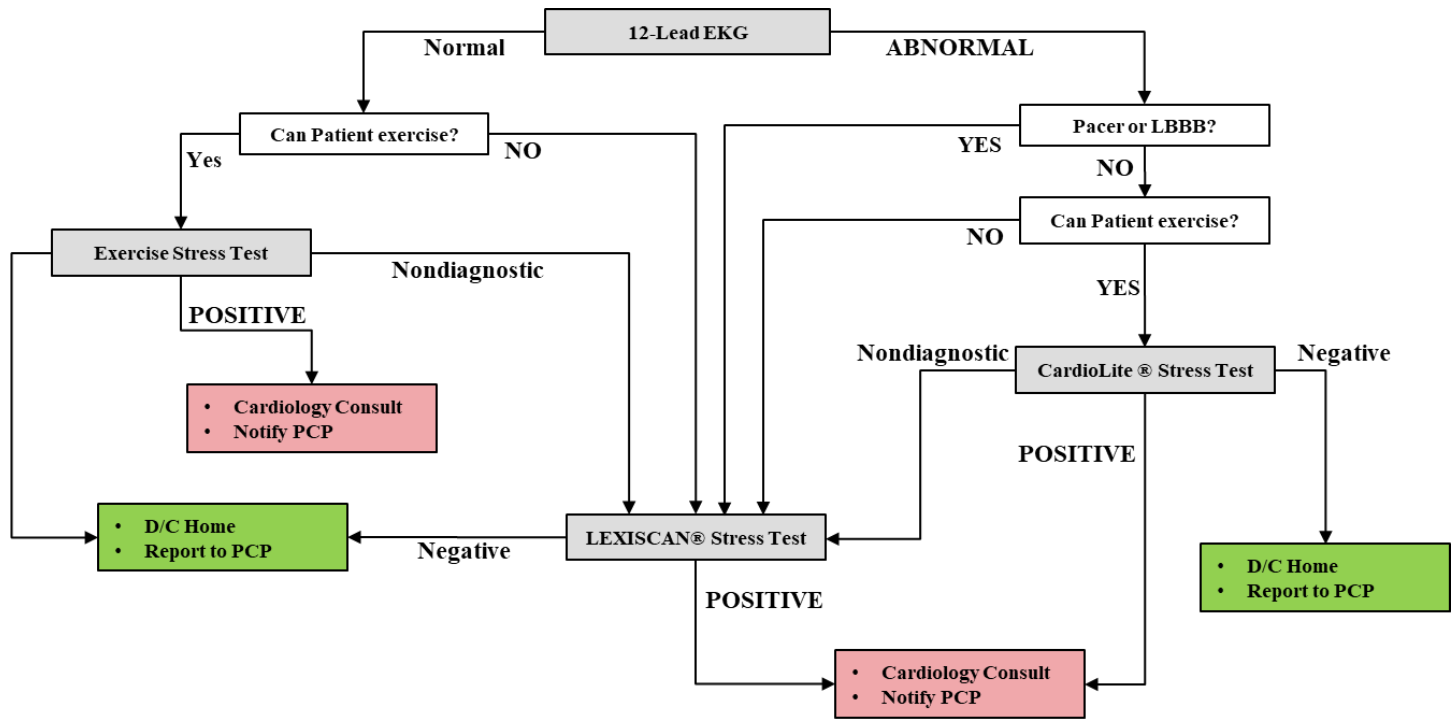 12-Lead EKG
Normal
ABNORMAL
Can Patient exercise?
Pacer or LBBB?
Yes
NO
YES
NO
Can Patient exercise?
NO
Exercise Stress Test
Nondiagnostic
YES
POSITIVE
Nondiagnostic
CardioLite ® Stress Test
Negative
• Cardiology Consult
• Notify PCP
POSITIVE
• D/C Home
• Report to PCP
Negative
LEXISCAN® Stress Test
• D/C Home
• Report to PCP
POSITIVE
• Cardiology Consult
• Notify PCP